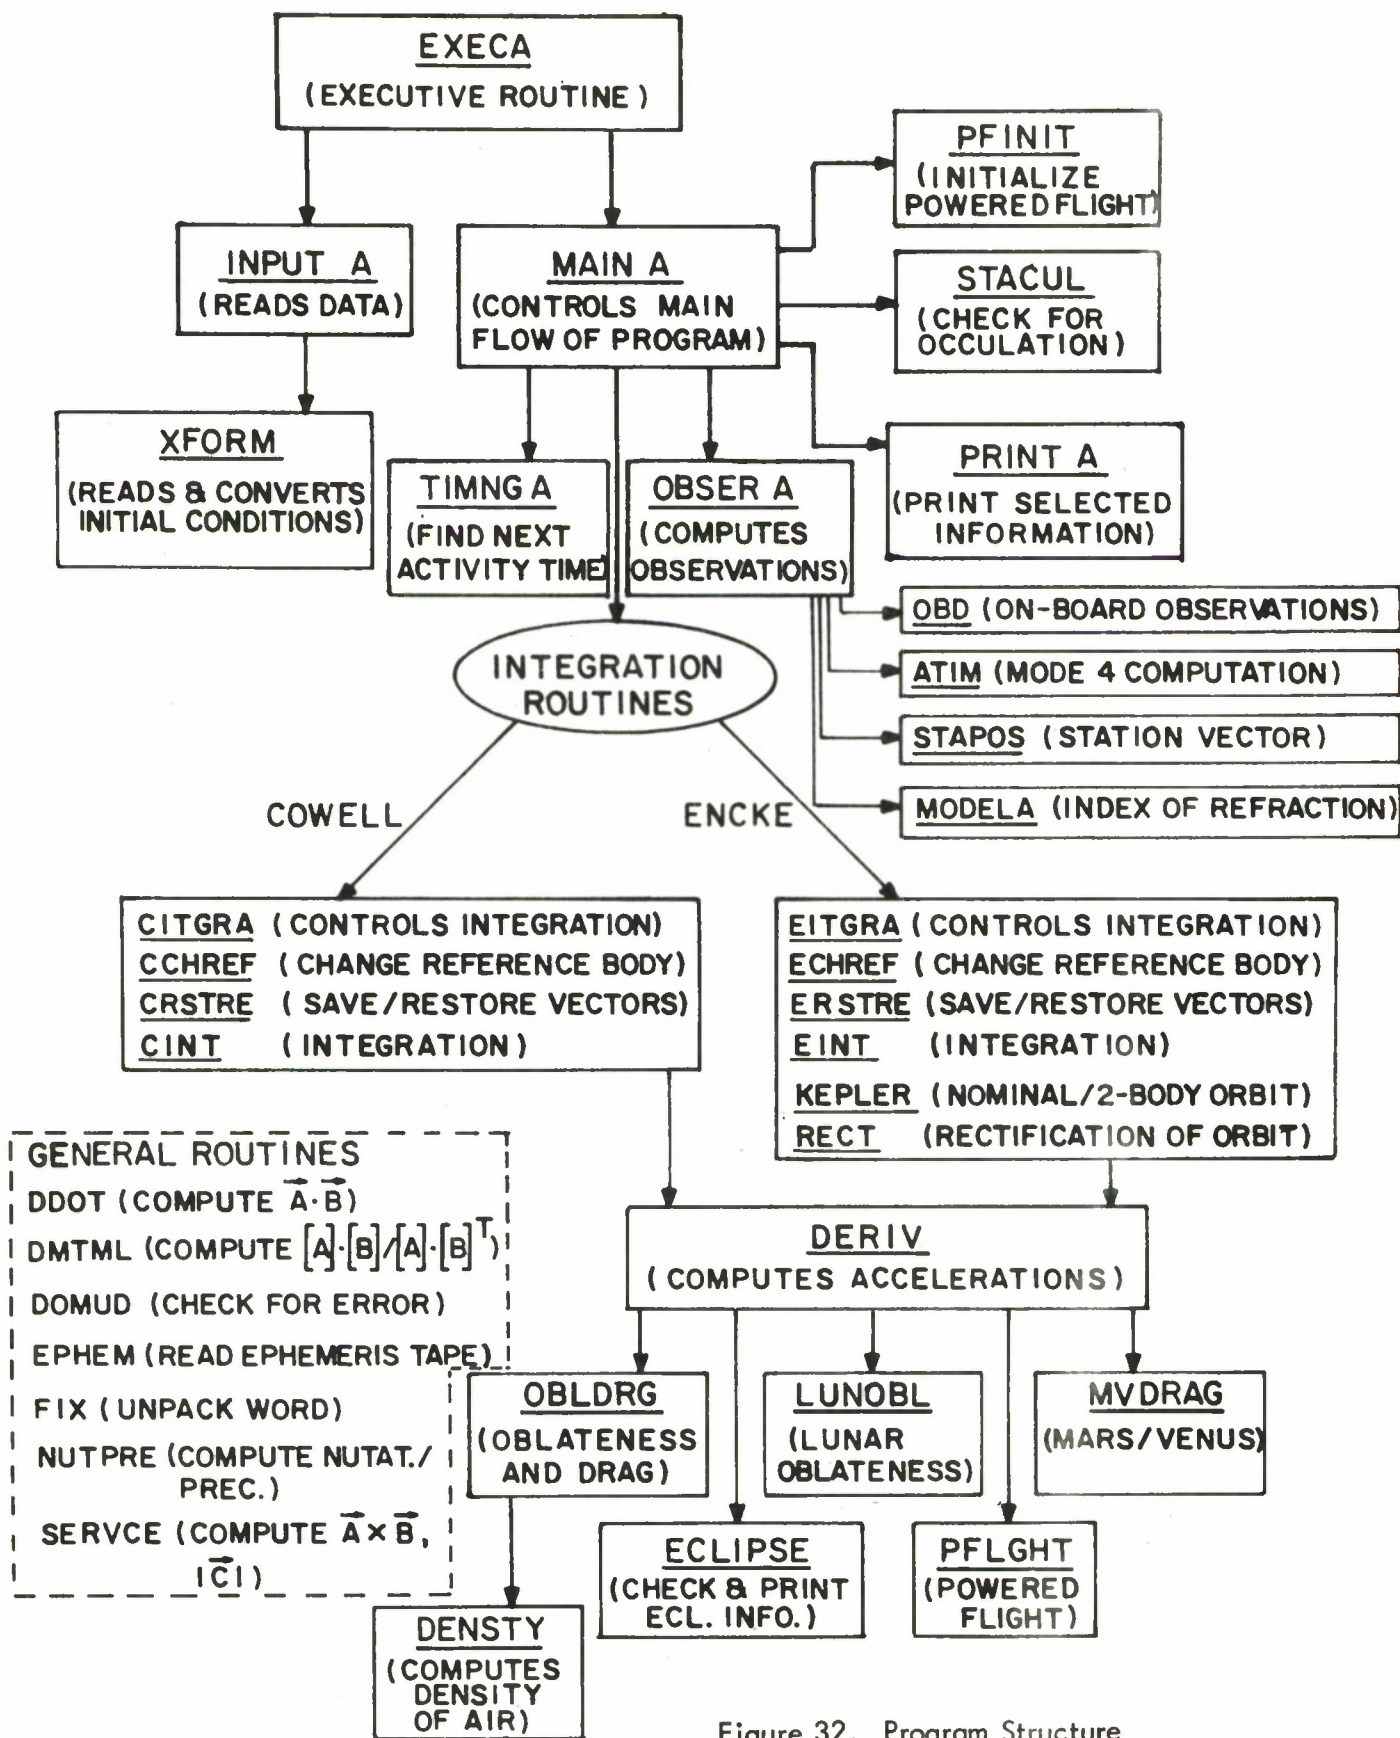 EXECA
(EXECUTIVE ROUTINE)
PFINIT
(INITIALIZE
POWERED FLIGHT)
INPUT A
(READS DATA)
MAIN A
(CONTROLS MAIN
FLOW OF PROGRAM)
STACUL
(CHECK FOR
OCCULATION)
XFORM
(READS & CONVERTS
INITIAL CONDITIONS)
TIMNG A
(FIND NEXT
ACTIVITY TIME)
OBSER A
(COMPUTES
OBSERVATIONS)
PRINT A
(PRINT SELECTED
INFORMATION)
OBD (ON-BOARD OBSERVATIONS)
ATIM (MODE 4 COMPUTATION)
STAPOS (STATION VECTOR)
MODELA (INDEX OF REFRACTION)
INTEGRATION
ROUTINES
COWELL
ENCKE
CITGRA (CONTROLS INTEGRATION)
CCHREF (CHANGE REFERENCE BODY)
CRSTRE (SAVE/RESTORE VECTORS)
CINT (INTEGRATION)
EITGRA (CONTROLS INTEGRATION)
ECHREF (CHANGE REFERENCE BODY)
ERSTRE (SAVE/RESTORE VECTORS)
EINT (INTEGRATION)
KEPLER (NOMINAL/2-BODY ORBIT)
RECT (RECTIFICATION OF ORBIT)
GENERAL ROUTINES
DDOT (COMPUTE A⃗·B⃗)
DMTML (COMPUTE [A]·[B]/[A]·[B]ᵀ)
DOMUD (CHECK FOR ERROR)
EPHEM (READ EPHEMERIS TAPE)
FIX (UNPACK WORD)
NUTPRE (COMPUTE NUTAT./
PREC.)
SERVCE (COMPUTE A⃗×B⃗,
|C⃗|)
DERIV
(COMPUTES ACCELERATIONS)
OBLDRG
(OBLATENESS
AND DRAG)
LUNOBL
(LUNAR
OBLATENESS)
MVDRAG
(MARS/VENUS)
ECLIPSE
(CHECK & PRINT
ECL. INFO.)
PFLGHT
(POWERED
FLIGHT)
DENSTY
(COMPUTES
DENSITY
OF AIR)
Figure 32. Program Structure